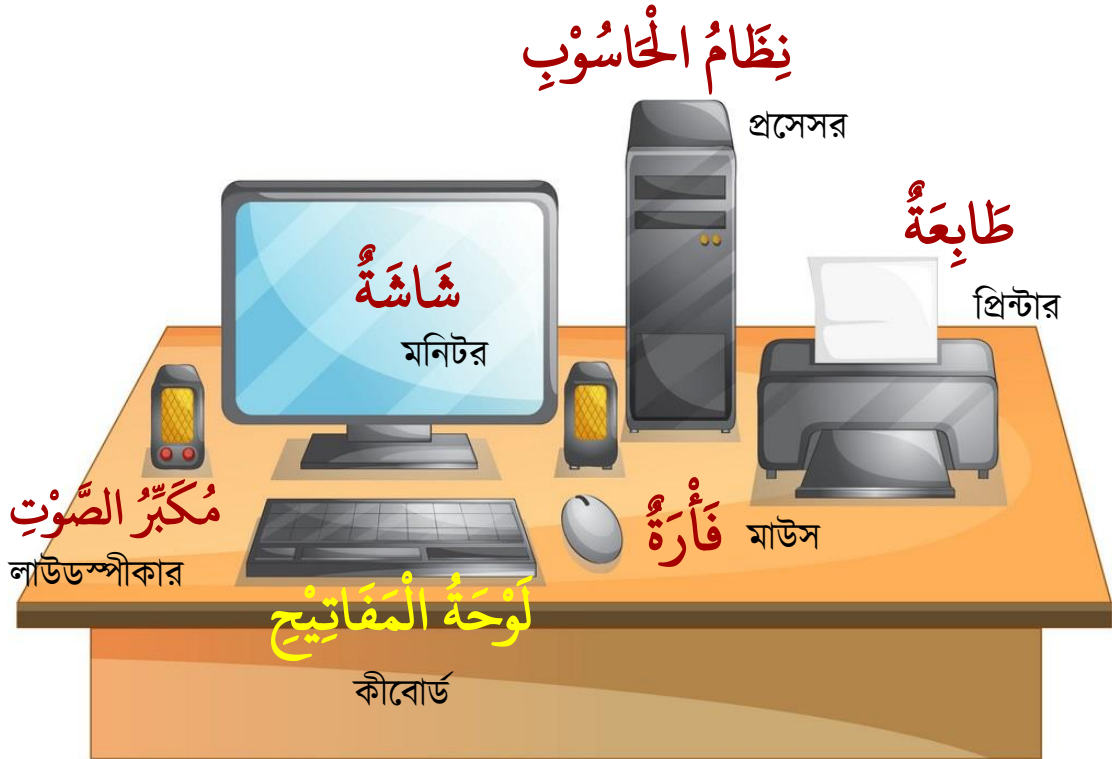 نِظَامُ الْحَاسُوْبِ
প্রসেসর
طَابِعَةٌ
প্রিন্টার
شَاشَةٌ
মনিটর
مُكَبِّرُ الصَّوْتِ
লাউডস্পীকার
فَأْرَةٌ
মাউস
لَوْحَةُ الْمَفَاتِيْحِ
কীবোর্ড